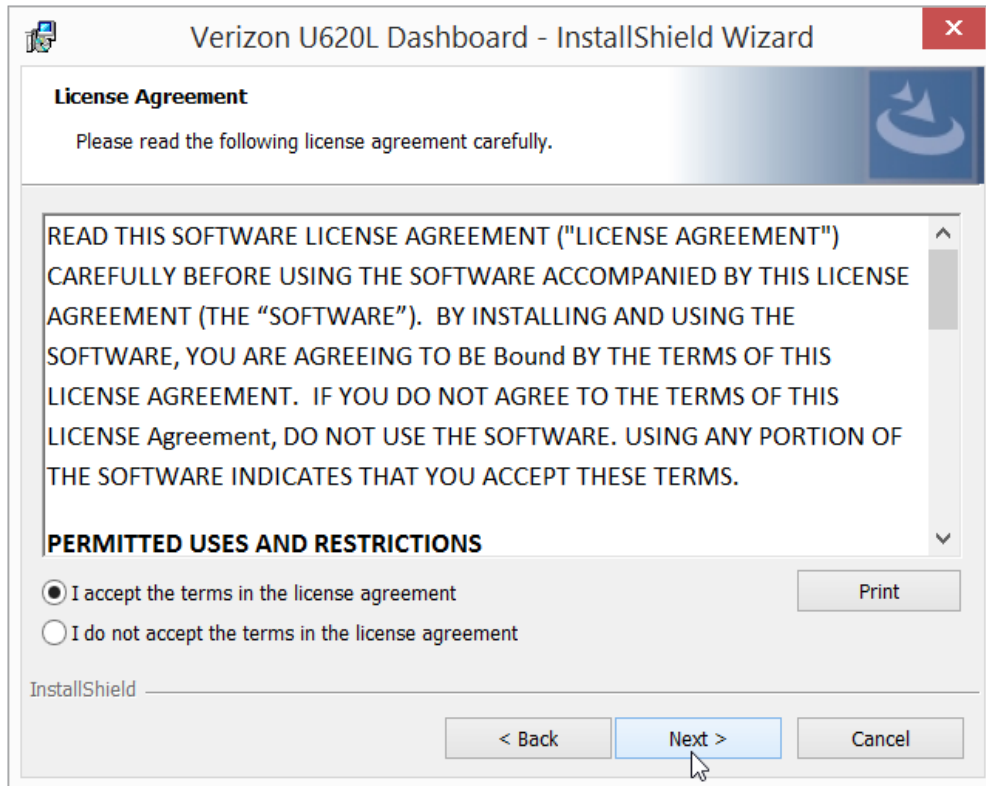 Verizon U620L Dashboard - InstallShield Wizard
x
License Agreement
Please read the following license agreement carefully.
READ THIS SOFTWARE LICENSE AGREEMENT ("LICENSE AGREEMENT")
CAREFULLY BEFORE USING THE SOFTWARE ACCOMPANIED BY THIS LICENSE
AGREEMENT (THE “SOFTWARE”).  BY INSTALLING AND USING THE
SOFTWARE, YOU ARE AGREEING TO BE Bound BY THE TERMS OF THIS
LICENSE AGREEMENT.  IF YOU DO NOT AGREE TO THE TERMS OF THIS
LICENSE Agreement, DO NOT USE THE SOFTWARE. USING ANY PORTION OF
THE SOFTWARE INDICATES THAT YOU ACCEPT THESE TERMS.
PERMITTED USES AND RESTRICTIONS
I accept the terms in the license agreement
Print
I do not accept the terms in the license agreement
InstallShield
< Back
Next >
Cancel